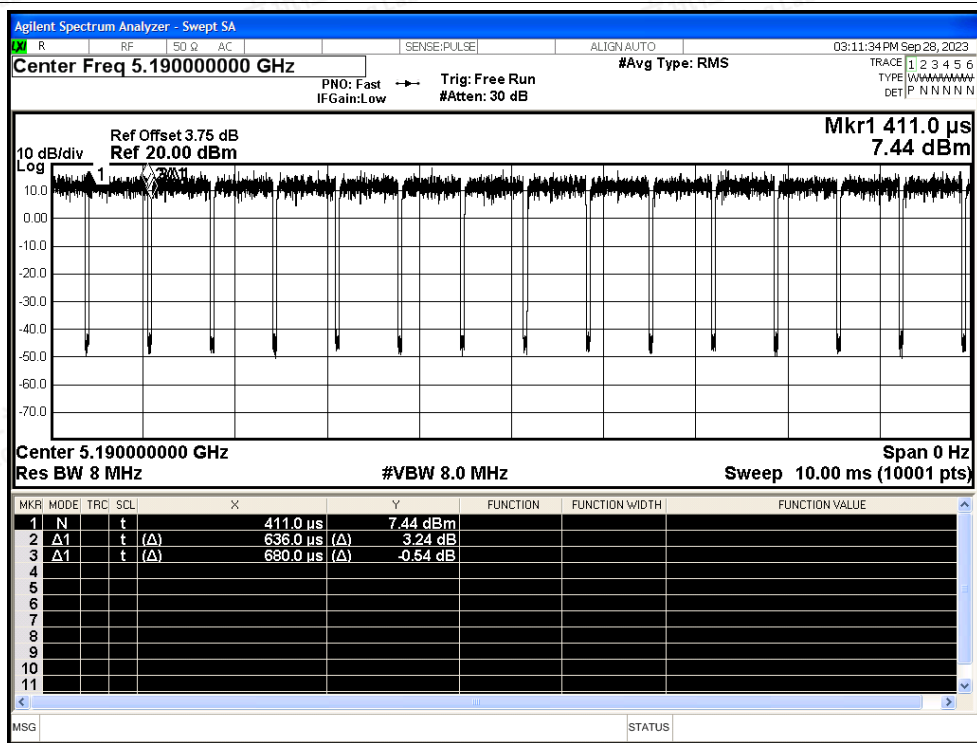 Agilent Spectrum Analyzer - Swept SA
LXI R RF 50 Ω AC SENSE:PULSE ALIGN AUTO 03:11:34 PM Sep 28, 2023
Center Freq 5.190000000 GHz #Avg Type: RMS TRACE 1 2 3 4 5 6
PNO: Fast Trig: Free Run TYPE WWWWWW
IFGain:Low #Atten: 30 dB DET P N N N N N
Mkr1 411.0 µs
7.44 dBm
Ref Offset 3.75 dB
10 dB/div Ref 20.00 dBm
Log
1
10.0
0.00
-10.0
-20.0
-30.0
-40.0
-50.0
-60.0
-70.0
Center 5.190000000 GHz Span 0 Hz
Res BW 8 MHz #VBW 8.0 MHz Sweep 10.00 ms (10001 pts)
MKR MODE TRC SCL X Y FUNCTION FUNCTION WIDTH FUNCTION VALUE
1 N t 411.0 µs 7.44 dBm
2 Δ1 t (Δ) 636.0 µs (Δ) 3.24 dB
3 Δ1 t (Δ) 680.0 µs (Δ) -0.54 dB
4
5
6
7
8
9
10
11
MSG STATUS